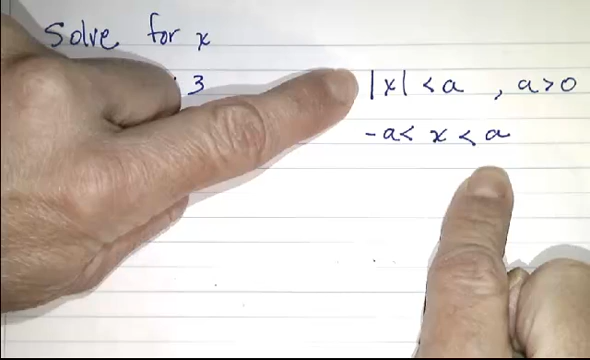 Solve for x
3 |x| < a , a > 0
-a < x < a